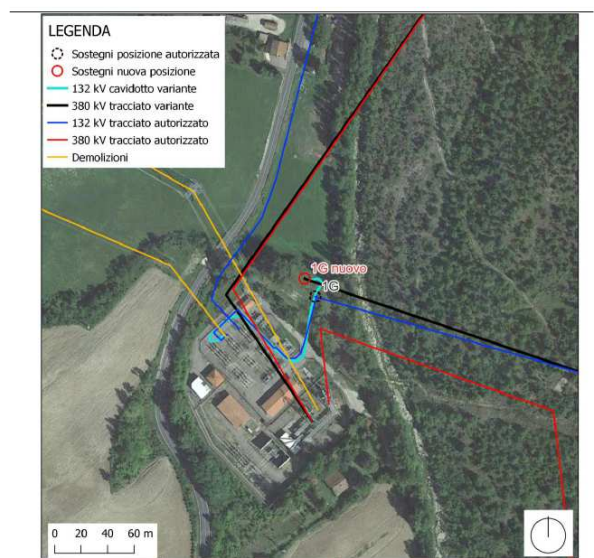 LEGENDA
Sostegni posizione autorizzata
Sostegni nuova posizione
132 kV cavidotto variante
380 kV tracciato variante
132 kV tracciato autorizzato
380 kV tracciato autorizzato
Demolizioni
1G nuovo
1G
0 20 40 60 m